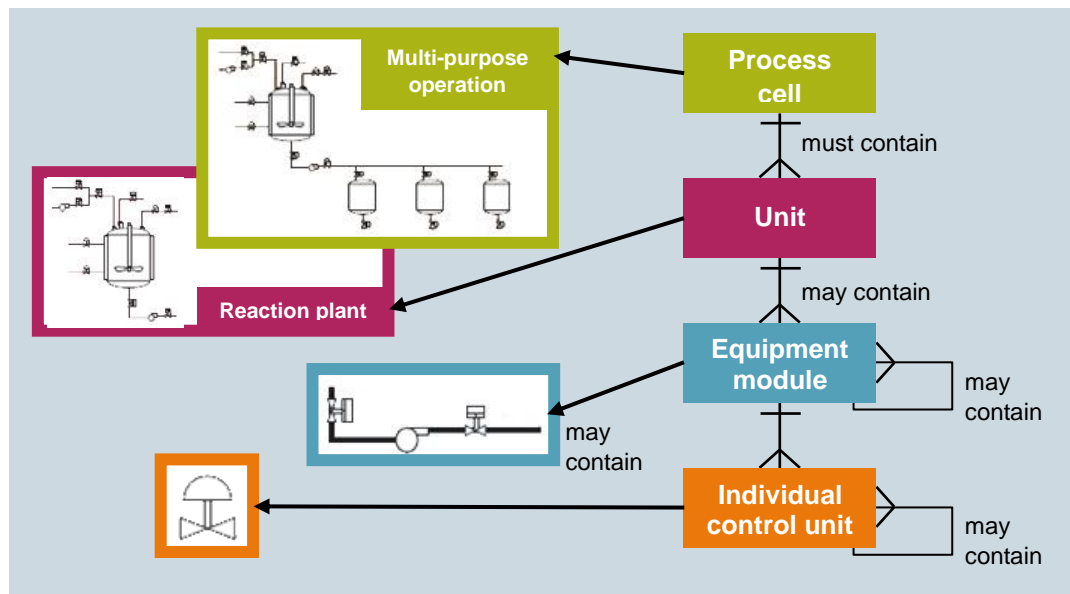 Multi-purpose
operation
Process
cell
must contain
Unit
Reaction plant
may contain
Equipment
module
may
contain
may
contain
Individual
control unit
may
contain